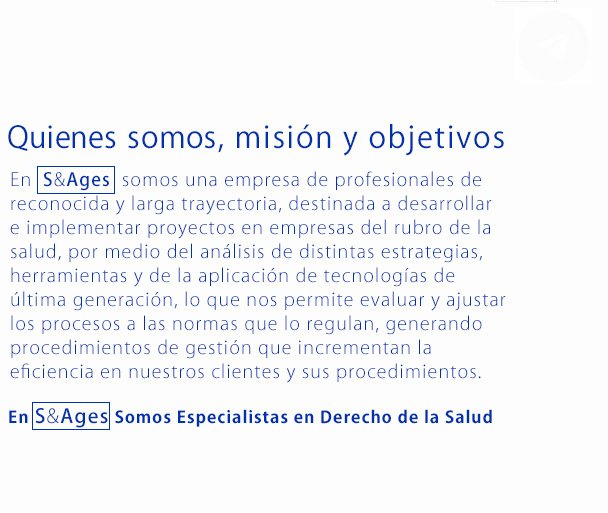 Quienes somos, misión y objetivos
En S&Ages somos una empresa de profesionales de
reconocida y larga trayectoria, destinada a desarrollar
e implementar proyectos en empresas del rubro de la
salud, por medio del análisis de distintas estrategias,
herramientas y de la aplicación de tecnologías de
última generación, lo que nos permite evaluar y ajustar
los procesos a las normas que lo regulan, generando
procedimientos de gestión que incrementan la
eficiencia en nuestros clientes y sus procedimientos.
En S&Ages Somos Especialistas en Derecho de la Salud